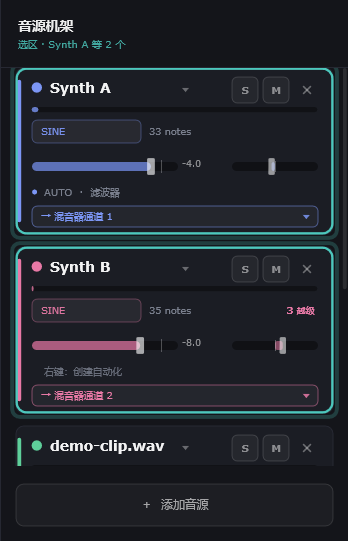 音源机架
选区 · Synth A 等 2 个
Synth A
S M ×
SINE 33 notes
-4.0
AUTO · 滤波器
→ 混音器通道 1
Synth B
S M ×
SINE 35 notes 3 越级
-8.0
右键: 创建自动化
→ 混音器通道 2
demo-clip.wav
S M ×
+ 添加音源